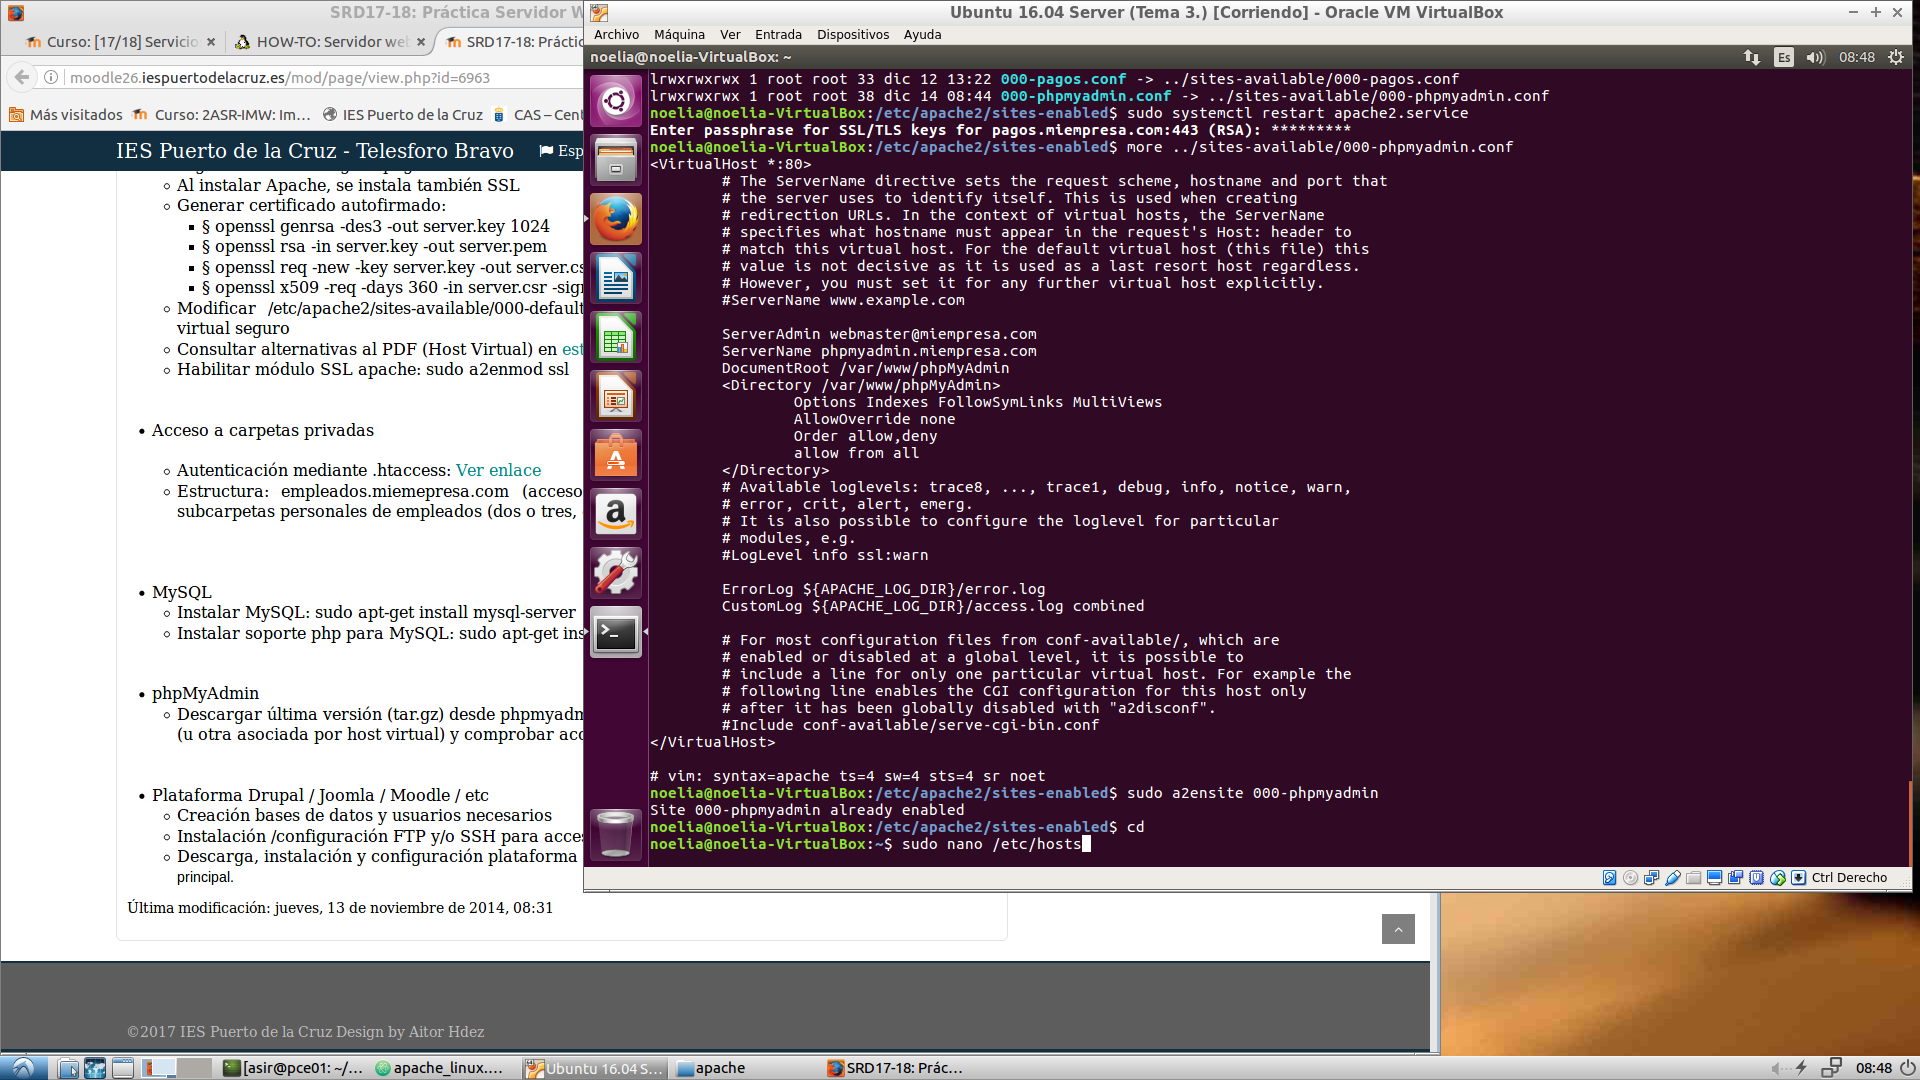 SRD17-18: Práctica Servidor W
Curso: [17/18] Servicio
HOW-TO: Servidor we
SRD17-18: Práctic
moodle26.iespuertodelacruz.es/mod/page/view.php?id=6963
Más visitados
Curso: 2ASR-IMW: Im...
IES Puerto de la Cruz
CAS – Cent
IES Puerto de la Cruz - Telesforo Bravo
Esp
Al instalar Apache, se instala también SSL
Generar certificado autofirmado:
§ openssl genrsa -des3 -out server.key 1024
§ openssl rsa -in server.key -out server.pem
§ openssl req -new -key server.key -out server.cs
§ openssl x509 -req -days 360 -in server.csr -sign
Modificar /etc/apache2/sites-available/000-default
virtual seguro
Consultar alternativas al PDF (Host Virtual) en est
Habilitar módulo SSL apache: sudo a2enmod ssl
Acceso a carpetas privadas
Autenticación mediante .htaccess: Ver enlace
Estructura: empleados.miemepresa.com (acceso
subcarpetas personales de empleados (dos o tres,
MySQL
Instalar MySQL: sudo apt-get install mysql-server
Instalar soporte php para MySQL: sudo apt-get ins
phpMyAdmin
Descargar última versión (tar.gz) desde phpmyadm
(u otra asociada por host virtual) y comprobar acc
Plataforma Drupal / Joomla / Moodle / etc
Creación bases de datos y usuarios necesarios
Instalación /configuración FTP y/o SSH para acce
Descarga, instalación y configuración plataforma
principal.
Última modificación: jueves, 13 de noviembre de 2014, 08:31
©2017 IES Puerto de la Cruz Design by Aitor Hdez
Ubuntu 16.04 Server (Tema 3.) [Corriendo] - Oracle VM VirtualBox
Archivo Máquina Ver Entrada Dispositivos Ayuda
noelia@noelia-VirtualBox: ~
Es
08:48
lrwxrwxrwx 1 root root 33 dic 12 13:22 000-pagos.conf -> ../sites-available/000-pagos.conf
lrwxrwxrwx 1 root root 38 dic 14 08:44 000-phpmyadmin.conf -> ../sites-available/000-phpmyadmin.conf
noelia@noelia-VirtualBox:/etc/apache2/sites-enabled$ sudo systemctl restart apache2.service
Enter passphrase for SSL/TLS keys for pagos.miempresa.com:443 (RSA): *********
noelia@noelia-VirtualBox:/etc/apache2/sites-enabled$ more ../sites-available/000-phpmyadmin.conf
<VirtualHost *:80>
# The ServerName directive sets the request scheme, hostname and port that
# the server uses to identify itself. This is used when creating
# redirection URLs. In the context of virtual hosts, the ServerName
# specifies what hostname must appear in the request's Host: header to
# match this virtual host. For the default virtual host (this file) this
# value is not decisive as it is used as a last resort host regardless.
# However, you must set it for any further virtual host explicitly.
#ServerName www.example.com
ServerAdmin webmaster@miempresa.com
ServerName phpmyadmin.miempresa.com
DocumentRoot /var/www/phpMyAdmin
<Directory /var/www/phpMyAdmin>
Options Indexes FollowSymLinks MultiViews
AllowOverride none
Order allow,deny
allow from all
</Directory>
# Available loglevels: trace8, ..., trace1, debug, info, notice, warn,
# error, crit, alert, emerg.
# It is also possible to configure the loglevel for particular
# modules, e.g.
#LogLevel info ssl:warn
ErrorLog ${APACHE_LOG_DIR}/error.log
CustomLog ${APACHE_LOG_DIR}/access.log combined
# For most configuration files from conf-available/, which are
# enabled or disabled at a global level, it is possible to
# include a line for only one particular virtual host. For example the
# following line enables the CGI configuration for this host only
# after it has been globally disabled with "a2disconf".
#Include conf-available/serve-cgi-bin.conf
</VirtualHost>
# vim: syntax=apache ts=4 sw=4 sts=4 sr noet
noelia@noelia-VirtualBox:/etc/apache2/sites-enabled$ sudo a2ensite 000-phpmyadmin
Site 000-phpmyadmin already enabled
noelia@noelia-VirtualBox:/etc/apache2/sites-enabled$ cd
noelia@noelia-VirtualBox:~$ sudo nano /etc/hosts
Ctrl Derecho
[asir@pce01: ~/...
apache_linux....
Ubuntu 16.04 S...
apache
SRD17-18: Prác...
08:48